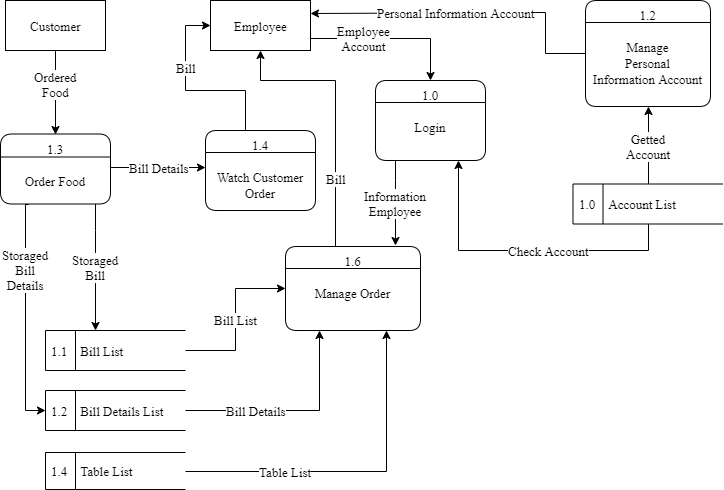 Customer
Employee
Personal Information Account
1.2
Manage
Personal
Information Account
Employee
Account
Bill
Ordered
Food
1.0
Login
1.3
Order Food
Bill Details
1.4
Watch Customer
Order
Bill
Information
Employee
Getted
Account
1.0
Account List
Check Account
Storaged
Bill
Details
Storaged
Bill
1.6
Manage Order
Bill List
1.1
Bill List
1.2
Bill Details List
Bill Details
1.4
Table List
Table List